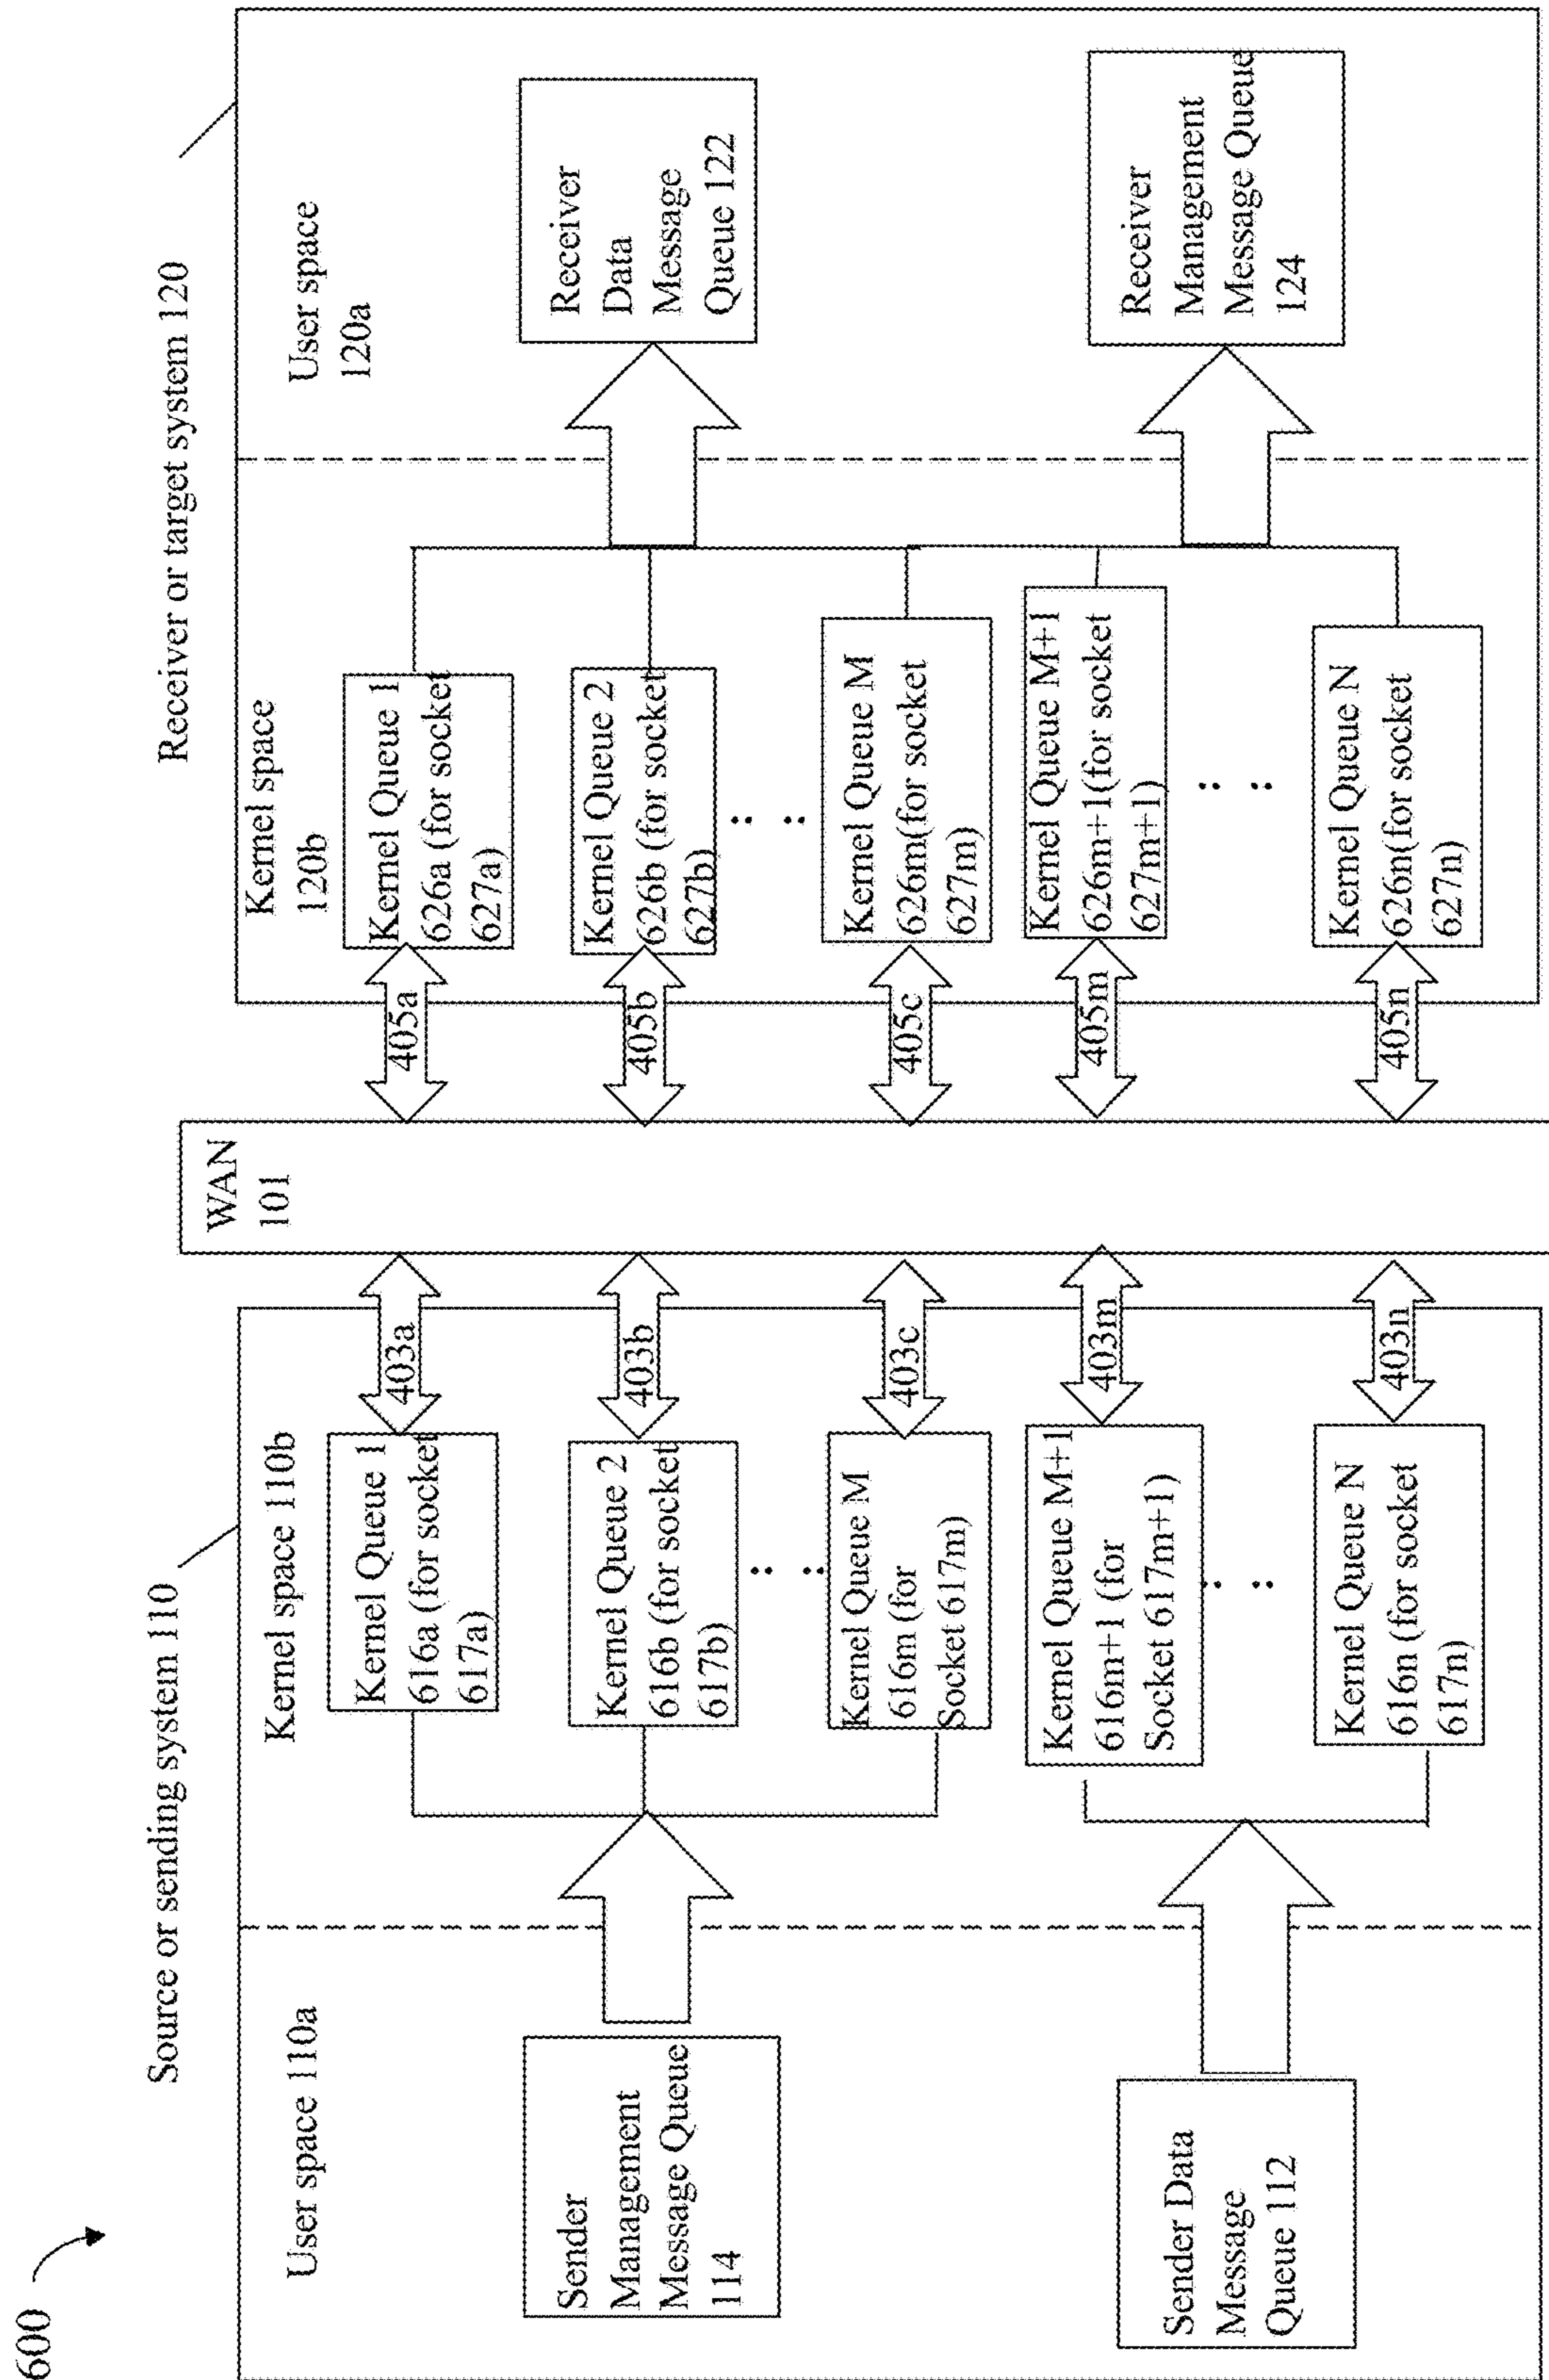 600
Source or sending system 110
User space 110a
Sender
Management
Message Queue
114
Sender Data
Message
Queue 112
Kernel space 110b
Kernel Queue 1
616a (for socket
617a)
Kernel Queue 2
616b (for socket
617b)
Kernel Queue M
616m (for
Socket 617m)
Kernel Queue M+1
616m+1 (for
Socket 617m+1)
Kernel Queue N
616n (for socket
617n)
403a
403b
403c
403m
403n
WAN
101
Receiver or target system 120
405a
405b
405c
405m
405n
Kernel space
120b
Kernel Queue 1
626a (for socket
627a)
Kernel Queue 2
626b (for socket
627b)
Kernel Queue M
626m(for socket
627m)
Kernel Queue M+1
626m+1(for socket
627m+1)
Kernel Queue N
626n(for socket
627n)
User space
120a
Receiver
Data
Message
Queue 122
Receiver
Management
Message Queue
124